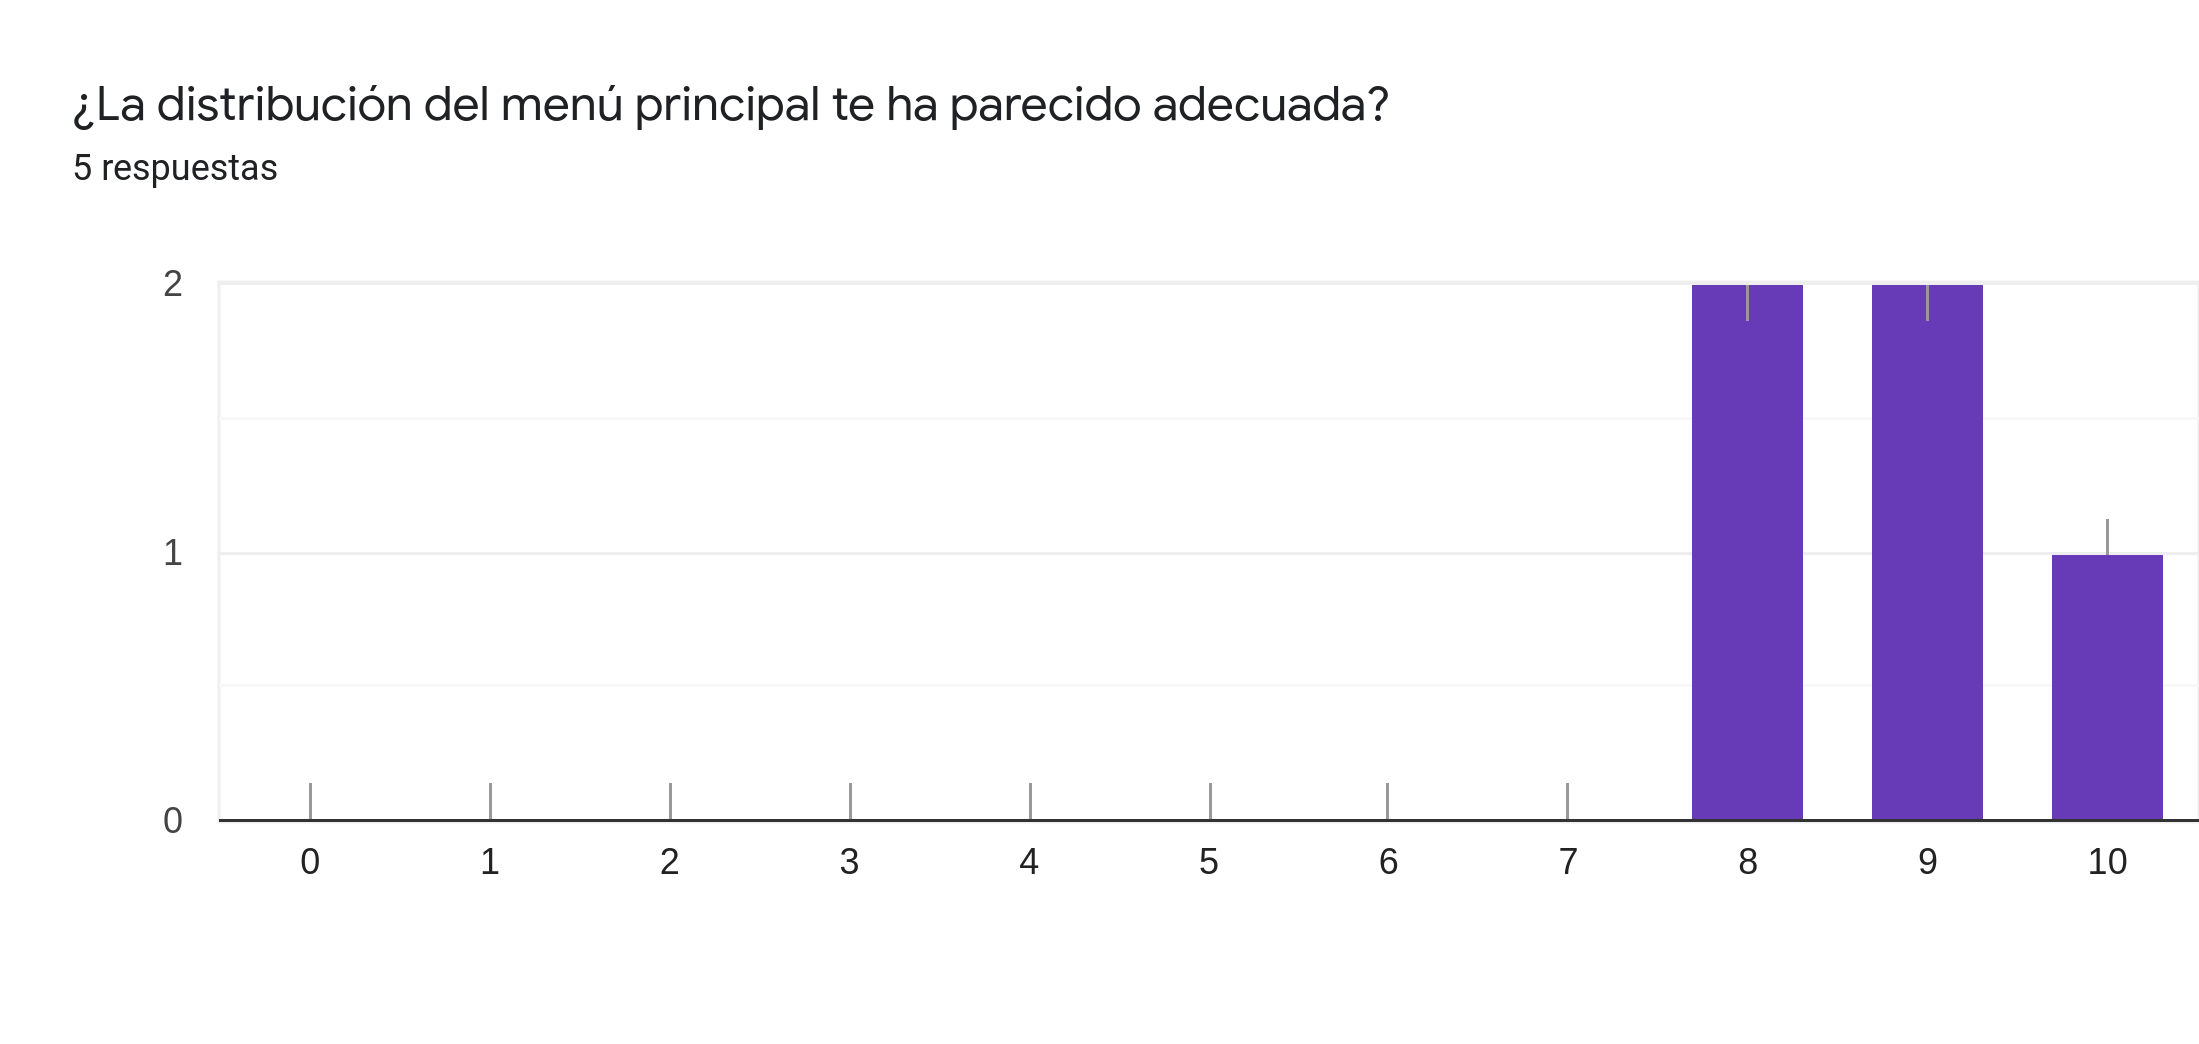 ¿La distribución del menú principal te ha parecido adecuada?
5 respuestas
2
1
0
0 1 2 3 4 5 6 7 8 9 10